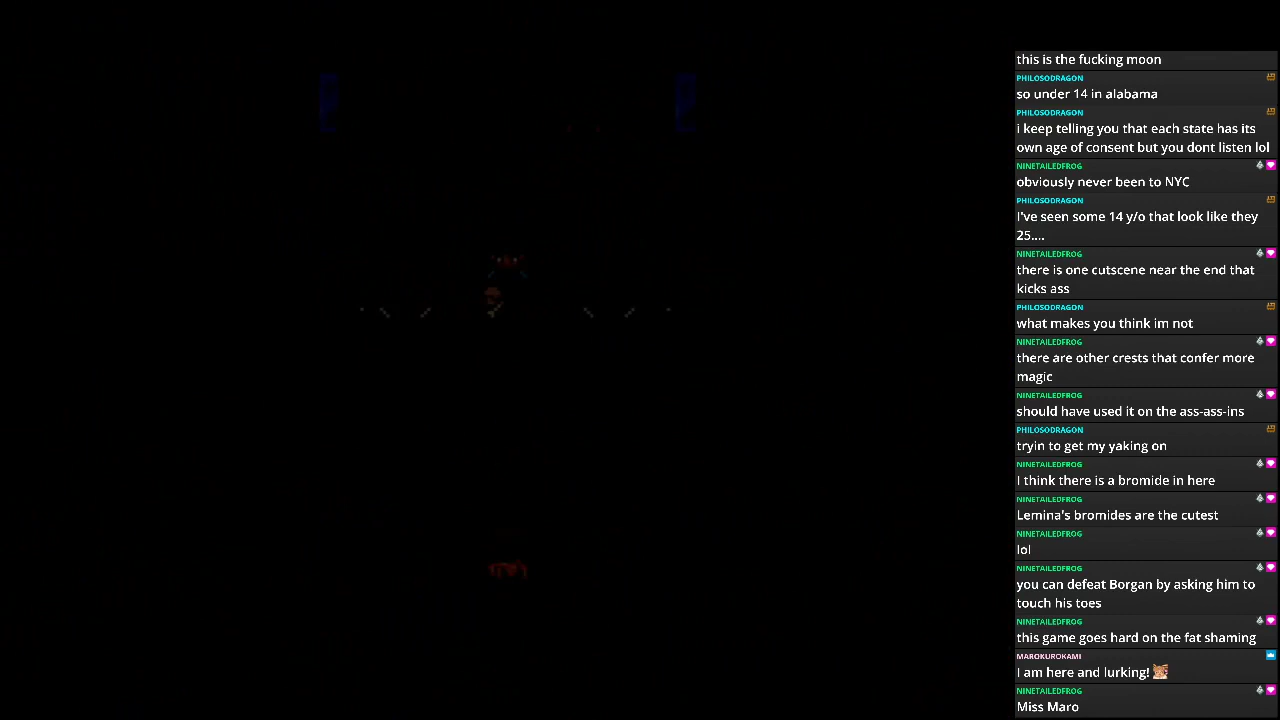 this is the fucking moon
PHILOSODRAGON
so under 14 in alabama
PHILOSODRAGON
i keep telling you that each state has its
own age of consent but you dont listen lol
NINETAILEDFROG
obviously never been to NYC
PHILOSODRAGON
I've seen some 14 y/o that look like they
25....
NINETAILEDFROG
there is one cutscene near the end that
kicks ass
PHILOSODRAGON
what makes you think im not
NINETAILEDFROG
there are other crests that confer more
magic
NINETAILEDFROG
should have used it on the ass-ass-ins
PHILOSODRAGON
tryin to get my yaking on
NINETAILEDFROG
I think there is a bromide in here
NINETAILEDFROG
Lemina's bromides are the cutest
NINETAILEDFROG
lol
NINETAILEDFROG
you can defeat Borgan by asking him to
touch his toes
NINETAILEDFROG
this game goes hard on the fat shaming
MAROKUROKAMI
I am here and lurking!
NINETAILEDFROG
Miss Maro